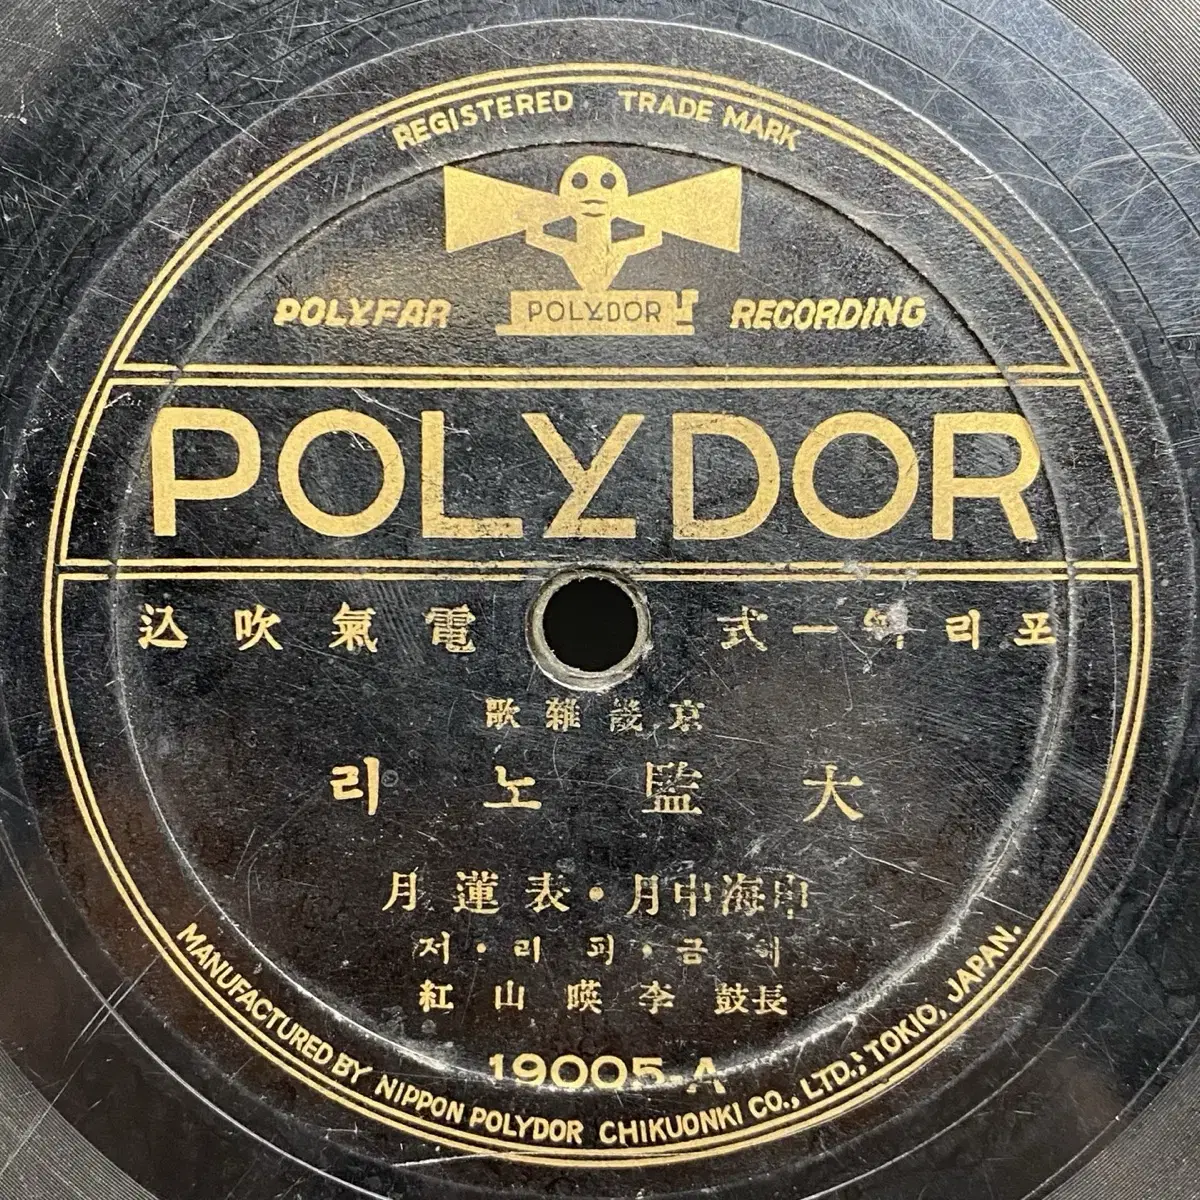 REGISTERED TRADE MARK
POLYFAR POLYDOR RECORDING
POLYDOR
포리 ー式 電氣吹込
京畿雜歌
大監노리
申海中月・表蓮月
해금・피리・저
長鼓 李暎山紅
19005-A
MANUFACTURED BY NIPPON POLYDOR CHIKUONKI CO., LTD., TOKIO, JAPAN.